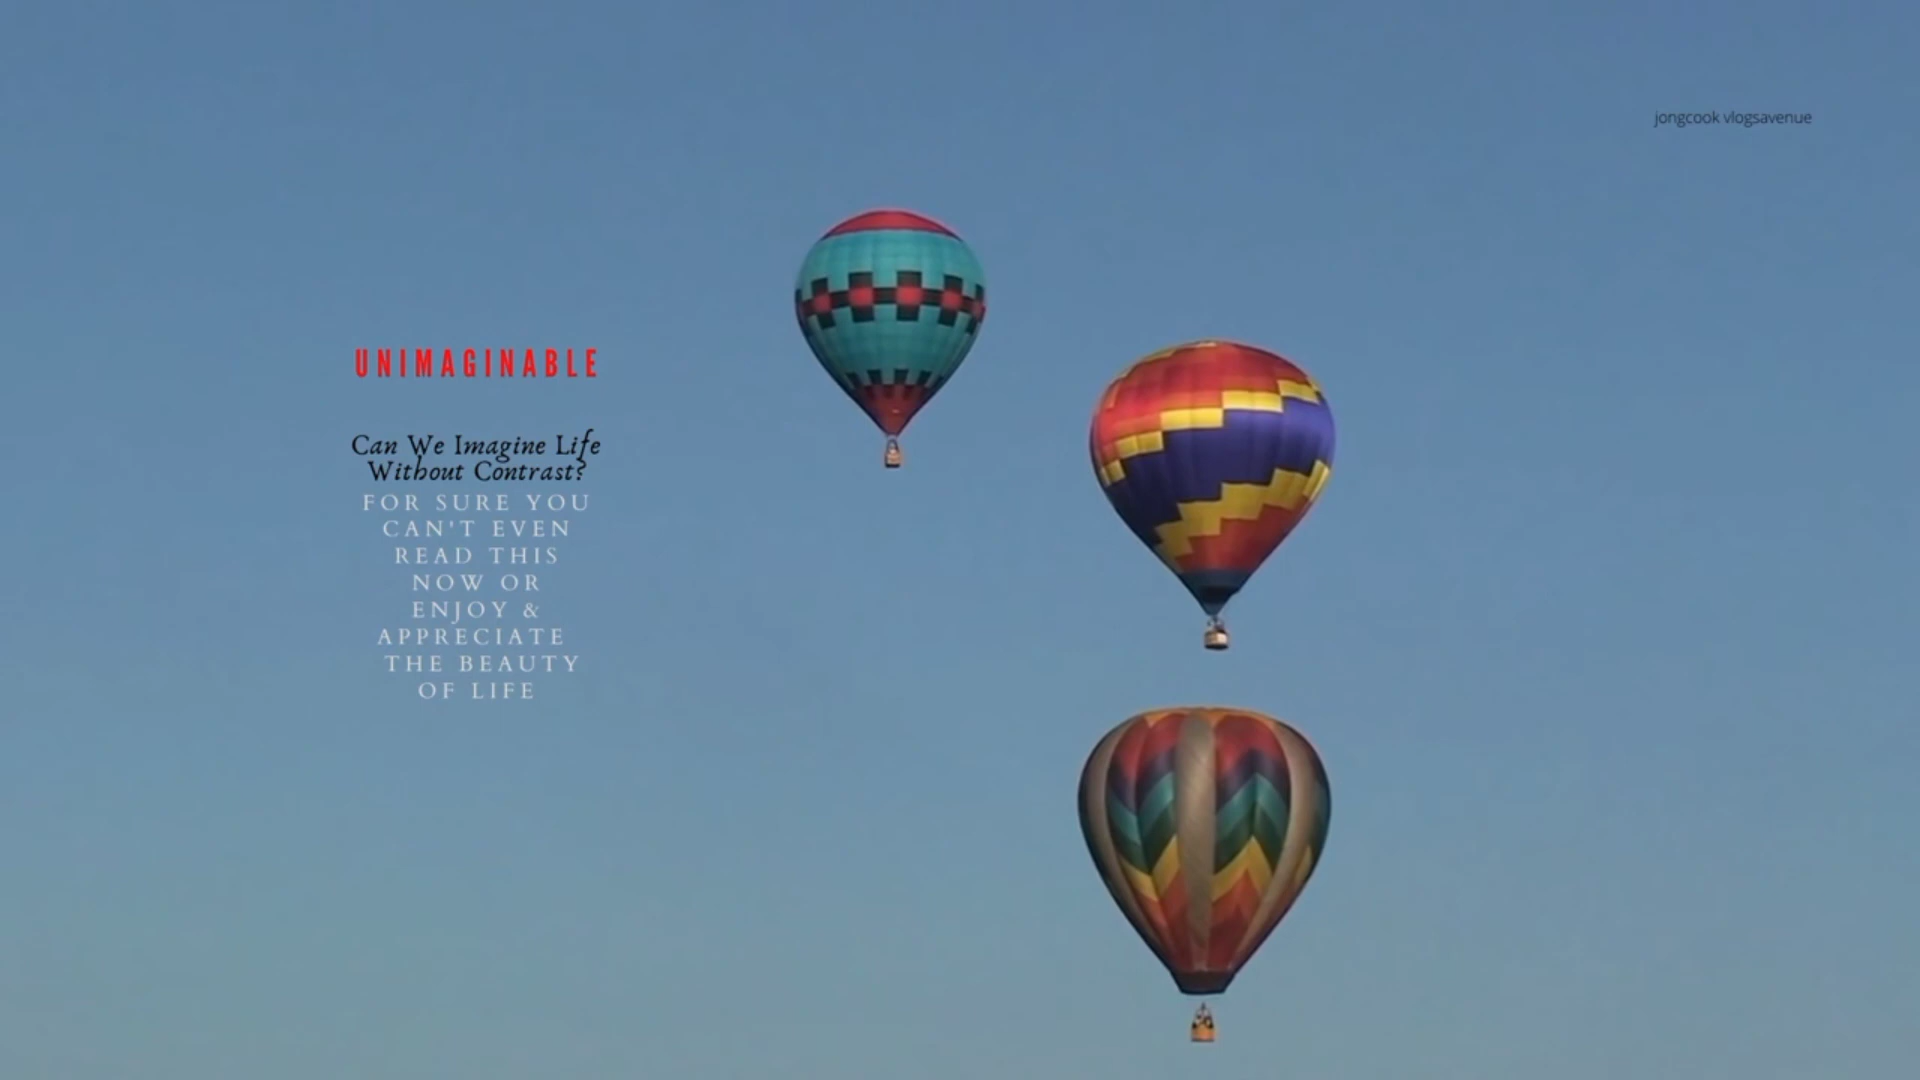 jongcook vlogsavenue
UNIMAGINABLE
Can We Imagine Life
Without Contrast?
FOR SURE YOU
CAN'T EVEN
READ THIS
NOW OR
ENJOY &
APPRECIATE
THE BEAUTY
OF LIFE